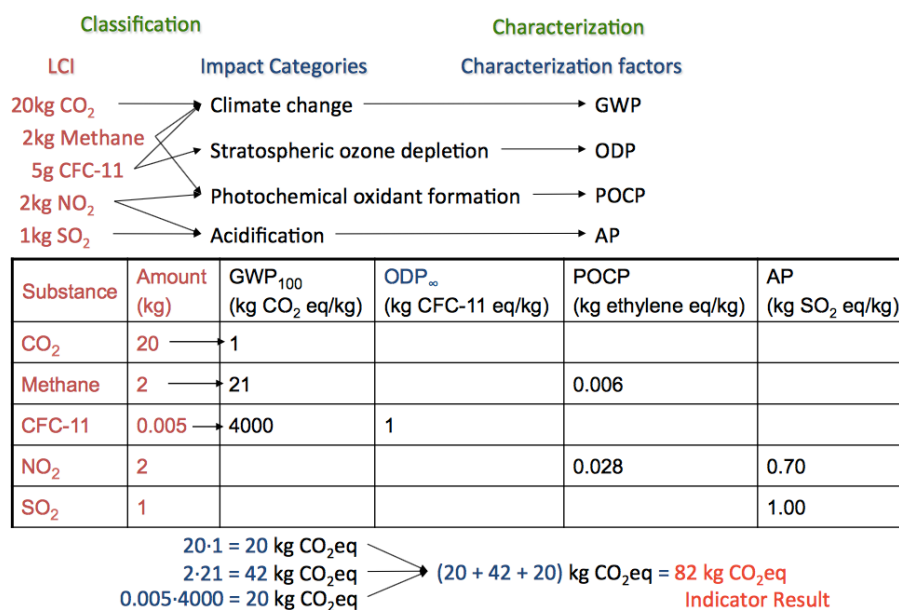 Classification Characterization
LCI Impact Categories Characterization factors
20kg CO₂ Climate change GWP
2kg Methane
5g CFC-11 Stratospheric ozone depletion ODP
2kg NO₂ Photochemical oxidant formation POCP
1kg SO₂ Acidification AP
Substance Amount (kg) GWP₁₀₀ (kg CO₂ eq/kg) ODP∞ (kg CFC-11 eq/kg) POCP (kg ethylene eq/kg) AP (kg SO₂ eq/kg)
CO₂ 20 1
Methane 2 21 0.006
CFC-11 0.005 4000 1
NO₂ 2 0.028 0.70
SO₂ 1 1.00
20·1 = 20 kg CO₂eq
2·21 = 42 kg CO₂eq (20 + 42 + 20) kg CO₂eq = 82 kg CO₂eq
0.005·4000 = 20 kg CO₂eq Indicator Result